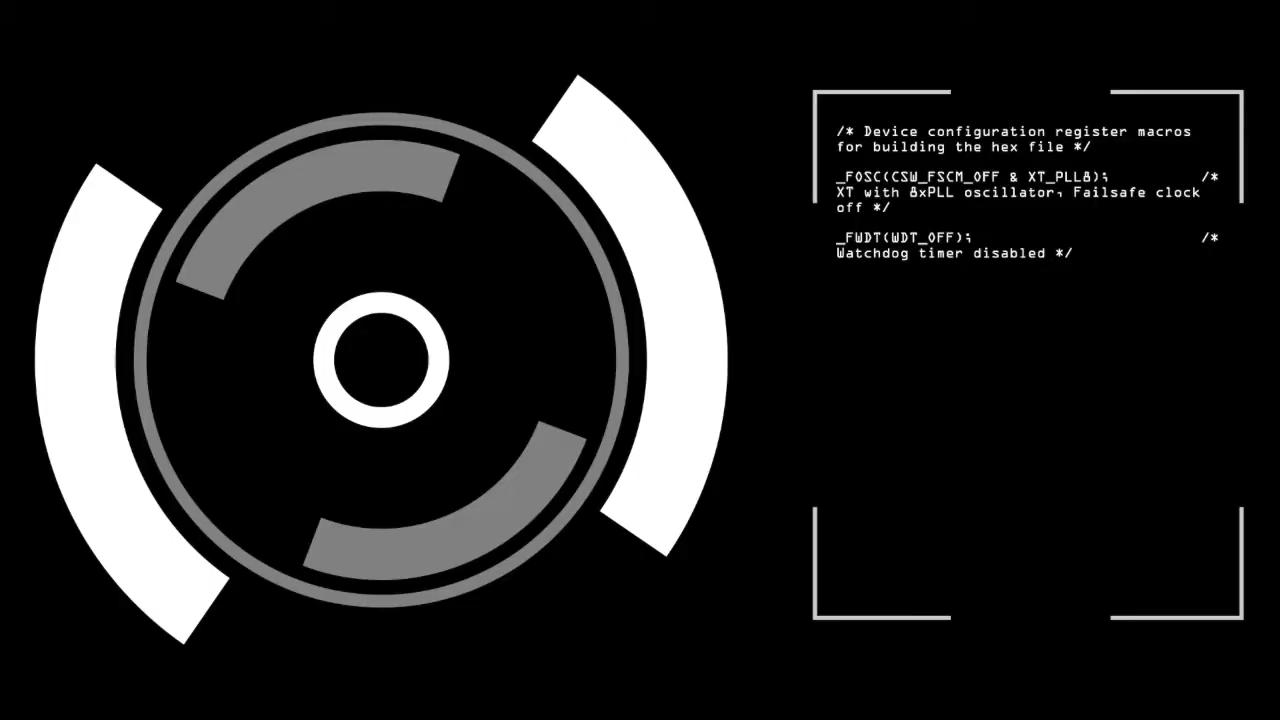 /* Device configuration register macros
for building the hex file */
_FOSC(CSW_FSCM_OFF & XT_PLL8); /*
XT with 8xPLL oscillator, Failsafe clock
off */
_FWDT(WDT_OFF); /*
Watchdog timer disabled */